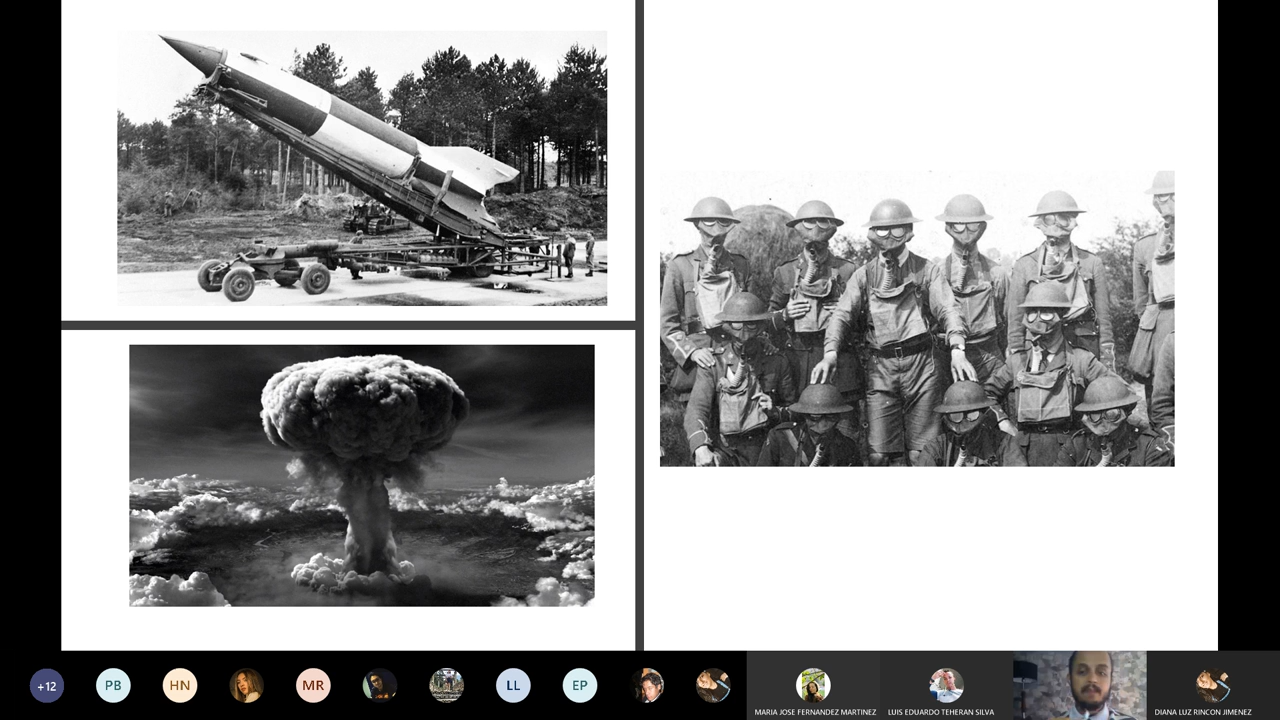 +12
PB
HN
MR
LL
EP
MARIA JOSE FERNANDEZ MARTINEZ
LUIS EDUARDO TEHERAN SILVA
DIANA LUZ RINCON JIMENEZ